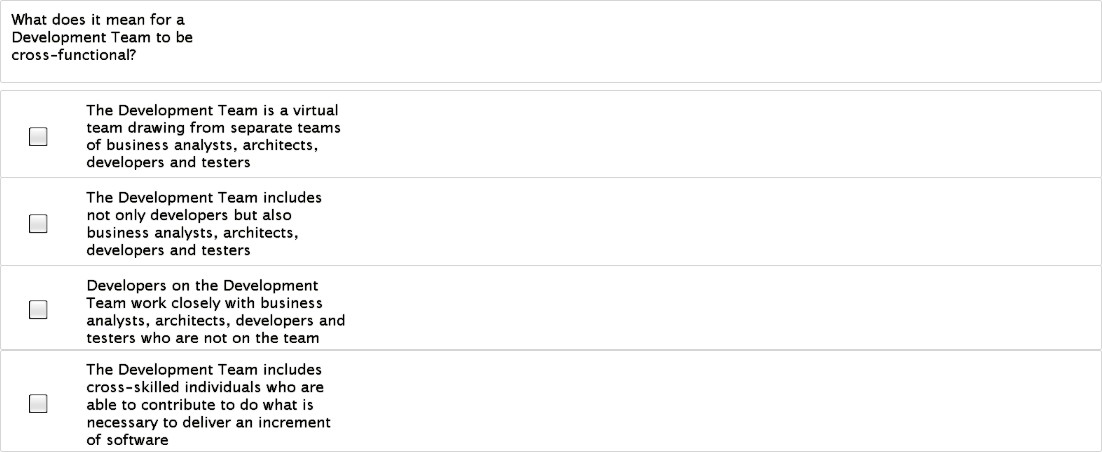 What does it mean for a
Development Team to be
cross-functional?
The Development Team is a virtual
team drawing from separate teams
of business analysts, architects,
developers and testers
The Development Team includes
not only developers but also
business analysts, architects,
developers and testers
Developers on the Development
Team work closely with business
analysts, architects, developers and
testers who are not on the team
The Development Team includes
cross-skilled individuals who are
able to contribute to do what is
necessary to deliver an increment
of software